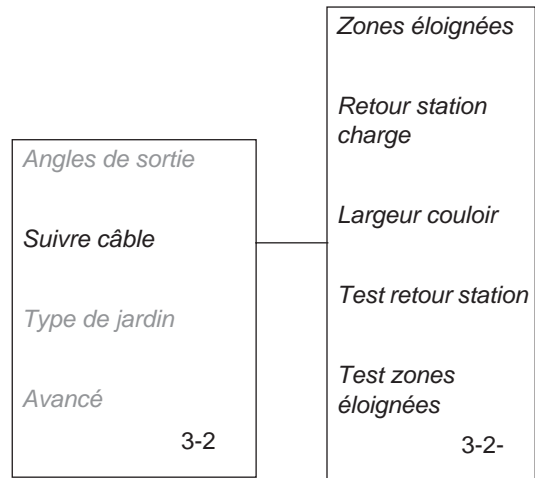 Angles de sortie
Suivre câble
Type de jardin
Avancé
3-2
Zones éloignées
Retour station
charge
Largeur couloir
Test retour station
Test zones
éloignées
3-2-